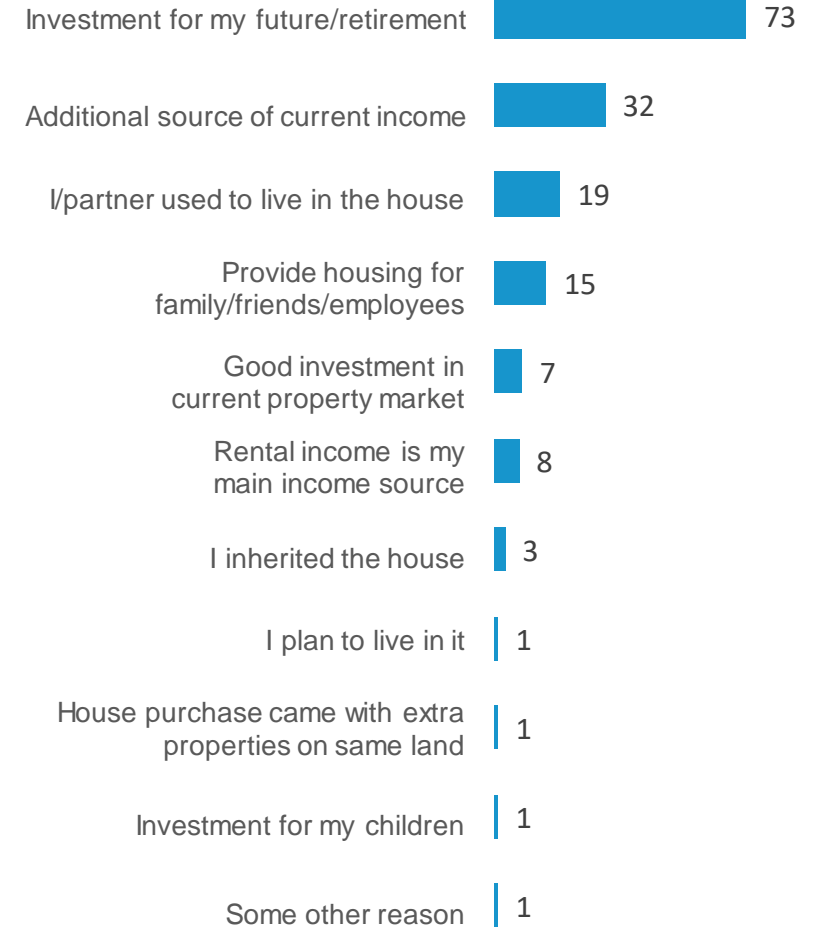 Investment for my future/retirement 73
Additional source of current income 32
I/partner used to live in the house 19
Provide housing for
family/friends/employees 15
Good investment in
current property market 7
Rental income is my
main income source 8
I inherited the house 3
I plan to live in it 1
House purchase came with extra
properties on same land 1
Investment for my children 1
Some other reason 1